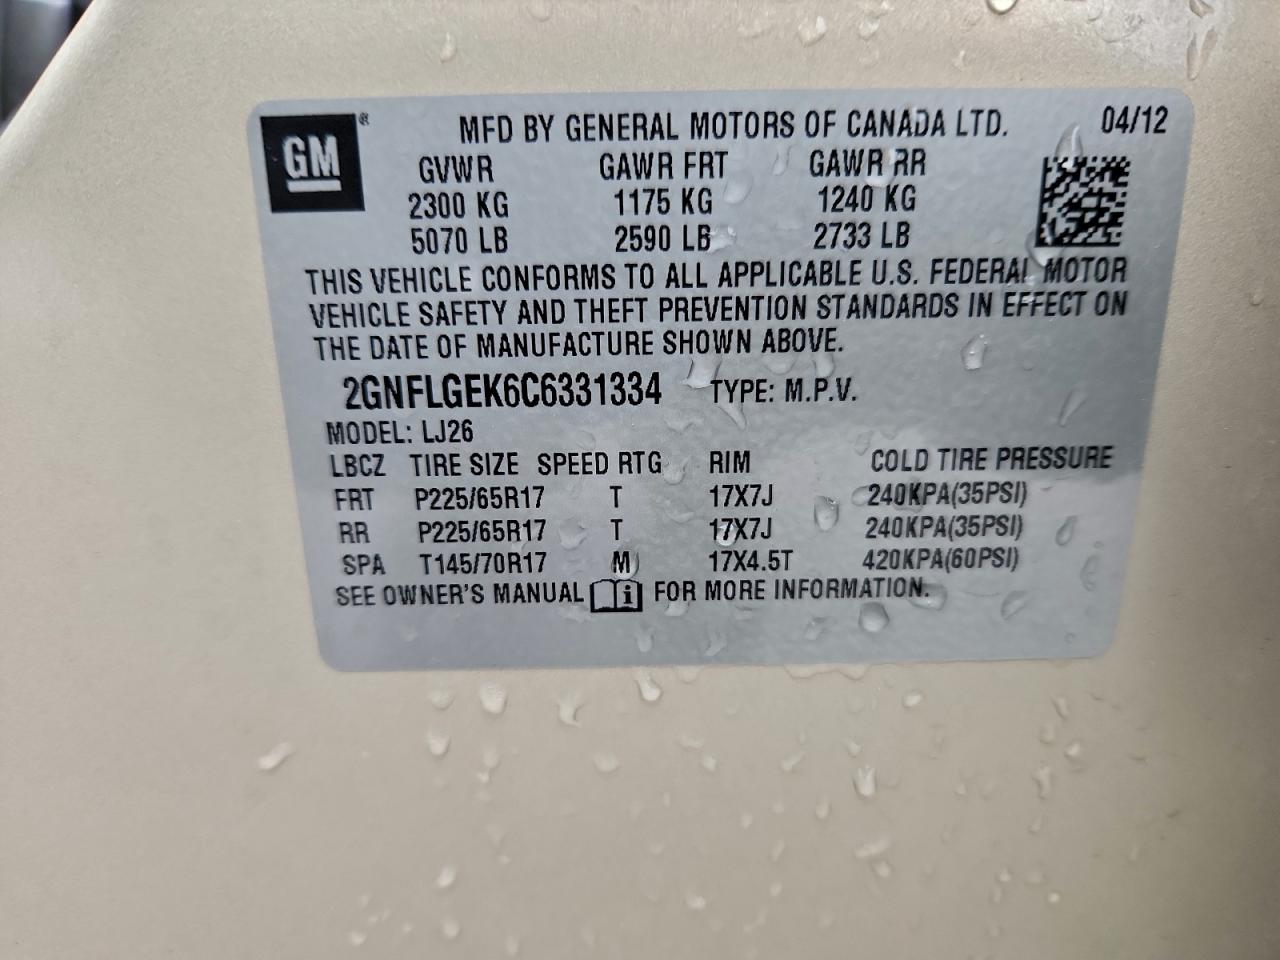 GM® MFD BY GENERAL MOTORS OF CANADA LTD. 04/12
GVWR GAWR FRT GAWR RR
2300 KG 1175 KG 1240 KG
5070 LB 2590 LB 2733 LB
THIS VEHICLE CONFORMS TO ALL APPLICABLE U.S. FEDERAL MOTOR
VEHICLE SAFETY AND THEFT PREVENTION STANDARDS IN EFFECT ON
THE DATE OF MANUFACTURE SHOWN ABOVE.
2GNFLGEK6C6331334 TYPE: M.P.V.
MODEL: LJ26
LBCZ TIRE SIZE SPEED RTG RIM COLD TIRE PRESSURE
FRT P225/65R17 T 17X7J 240KPA(35PSI)
RR P225/65R17 T 17X7J 240KPA(35PSI)
SPA T145/70R17 M 17X4.5T 420KPA(60PSI)
SEE OWNER'S MANUAL i FOR MORE INFORMATION.